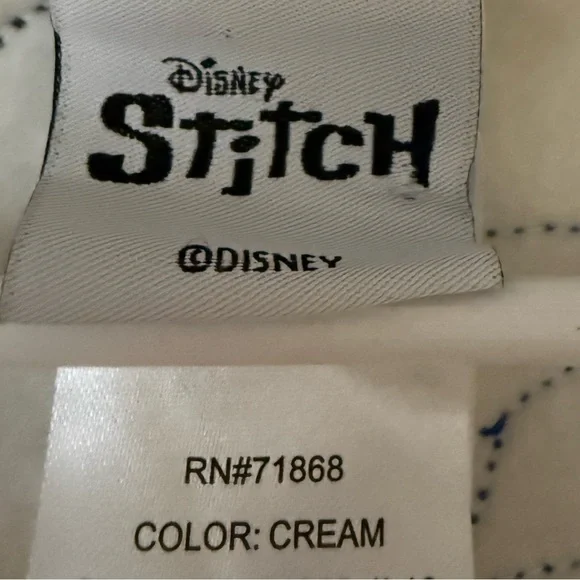 Disney
Stitch
©DISNEY
RN#71868
COLOR: CREAM